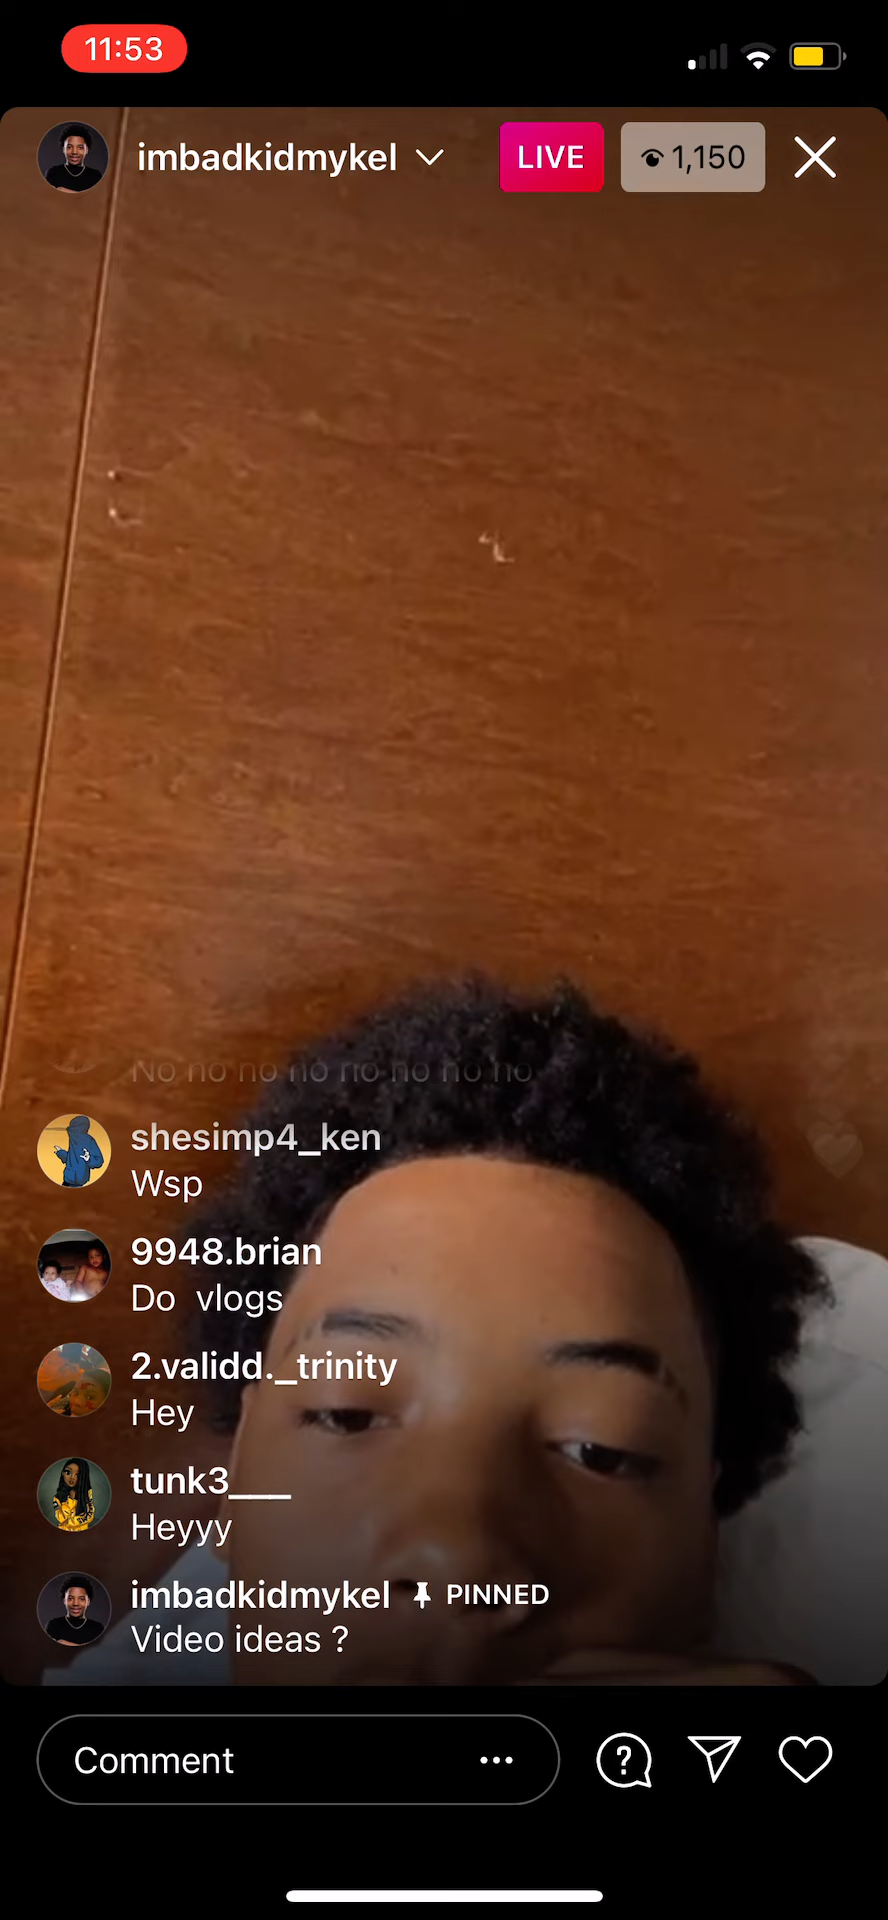 11:53
imbadkidmykel
LIVE
1,150
No no no no no no no no
shesimp4_ken
Wsp
9948.brian
Do vlogs
2.validd._trinity
Hey
tunk3___
Heyyy
imbadkidmykel PINNED
Video ideas ?
Comment